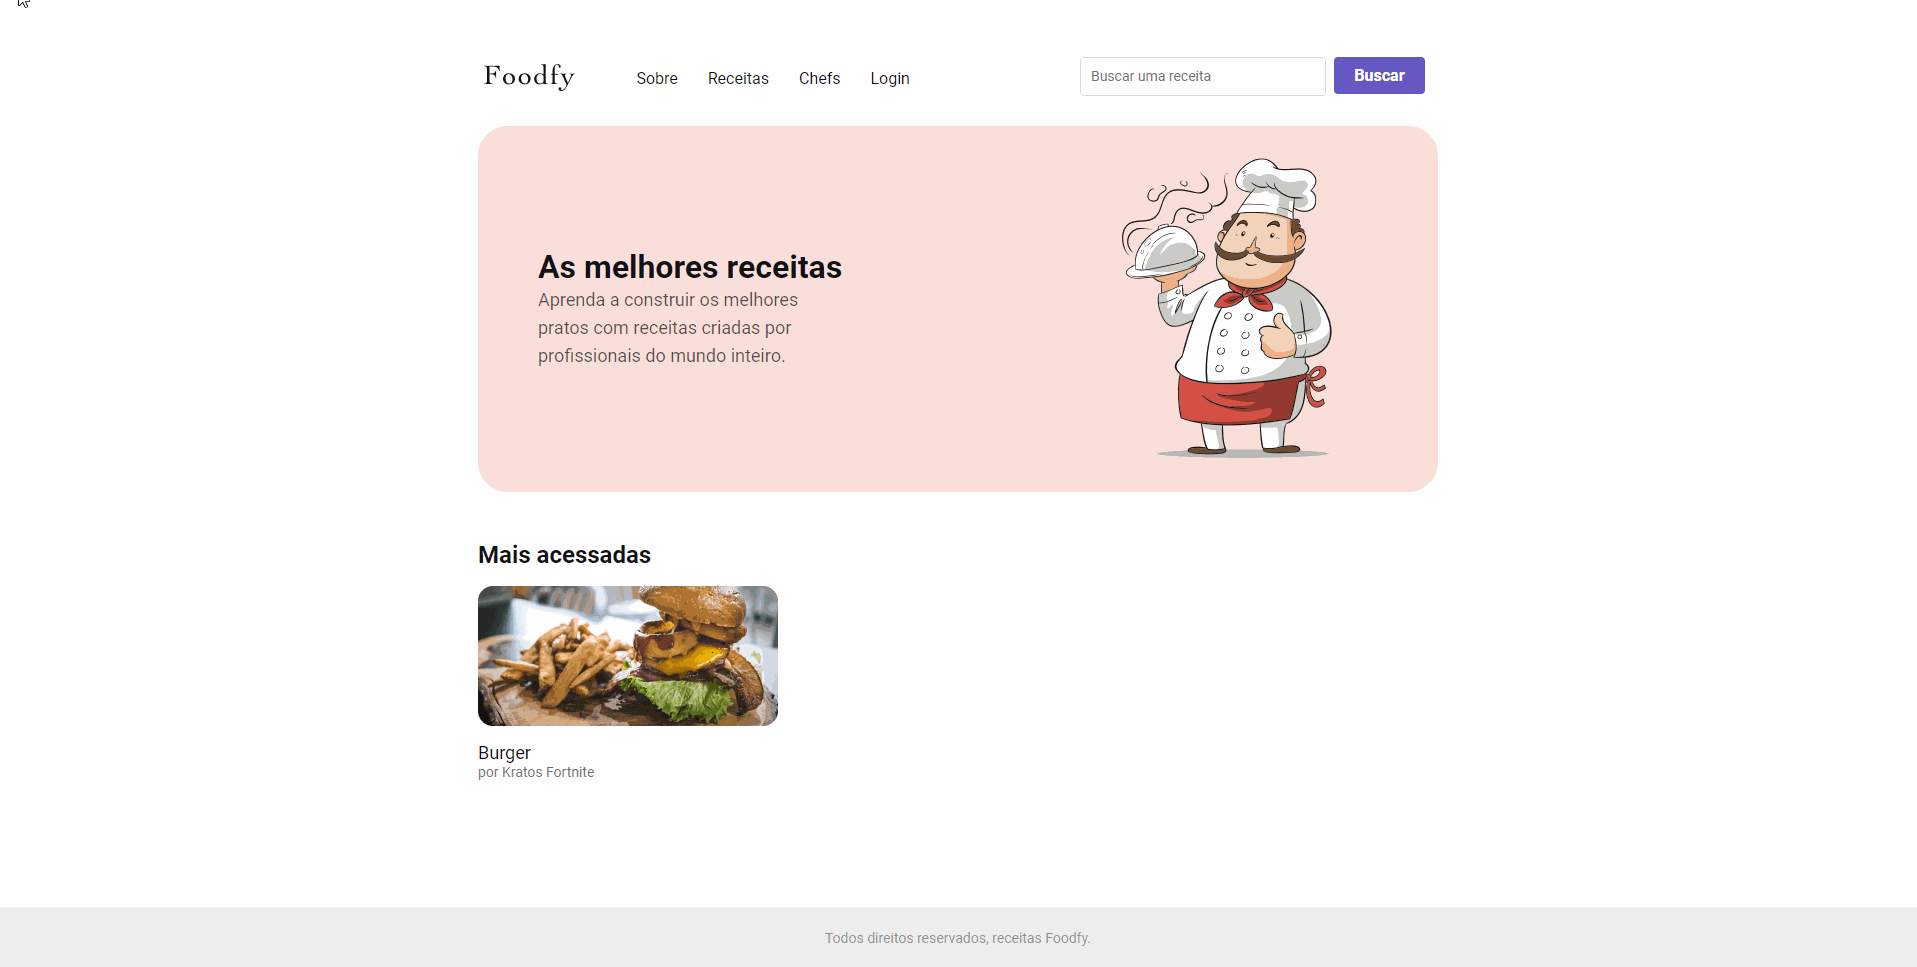 Foodfy
Sobre
Receitas
Chefs
Login
Buscar uma receita
Buscar
As melhores receitas
Aprenda a construir os melhores
pratos com receitas criadas por
profissionais do mundo inteiro.
Mais acessadas
Burger
por Kratos Fortnite
Todos direitos reservados, receitas Foodfy.